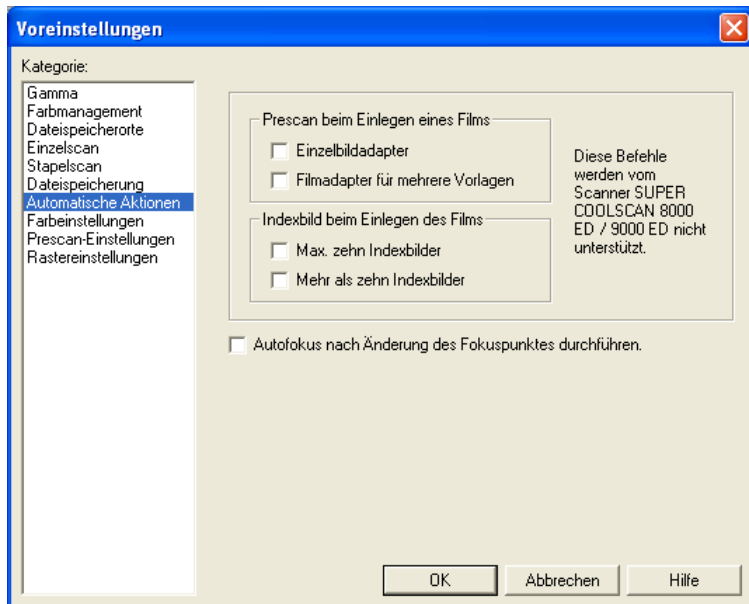 Voreinstellungen
Kategorie:
Gamma
Farbmanagement
Dateispeicherorte
Einzelscan
Stapelscan
Dateispeicherung
Automatische Aktionen
Farbeinstellungen
Prescan-Einstellungen
Rastereinstellungen
Prescan beim Einlegen eines Films
Einzelbildadapter
Filmadapter für mehrere Vorlagen
Indexbild beim Einlegen des Films
Max. zehn Indexbilder
Mehr als zehn Indexbilder
Diese Befehle
werden vom
Scanner SUPER
COOLSCAN 8000
ED / 9000 ED nicht
unterstützt.
Autofokus nach Änderung des Fokuspunktes durchführen.
OK
Abbrechen
Hilfe